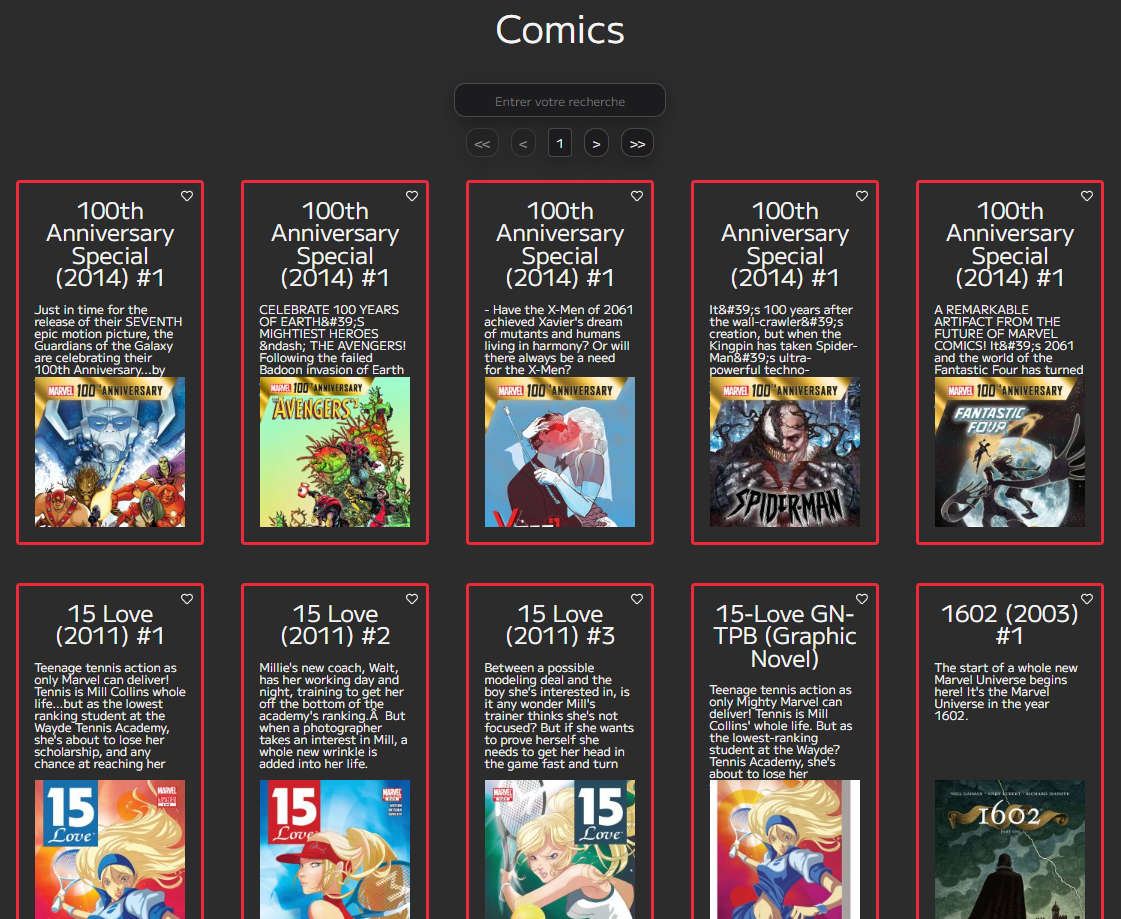 Comics
Entrer votre recherche
<< < 1 > >>
100th
Anniversary
Special
(2014) #1
Just in time for the
release of their SEVENTH
epic motion picture, the
Guardians of the Galaxy
are celebrating their
100th Anniversary...by
MARVEL 100TH ANNIVERSARY
100th
Anniversary
Special
(2014) #1
CELEBRATE 100 YEARS
OF EARTH&#39;S
MIGHTIEST HEROES
&ndash; THE AVENGERS!
Following the failed
Badoon invasion of Earth
MARVEL 100TH ANNIVERSARY
AVENGERS
100th
Anniversary
Special
(2014) #1
- Have the X-Men of 2061
achieved Xavier's dream
of mutants and humans
living in harmony? Or will
there always be a need
for the X-Men?
MARVEL 100TH ANNIVERSARY
100th
Anniversary
Special
(2014) #1
It&#39;s 100 years after
the wall-crawler&#39;s
creation, but when the
Kingpin has taken Spider-
Man&#39;s ultra-
powerful techno-
MARVEL 100TH ANNIVERSARY
SPIDER-MAN
100th
Anniversary
Special
(2014) #1
A REMARKABLE
ARTIFACT FROM THE
FUTURE OF MARVEL
COMICS! It&#39;s 2061
and the world of the
Fantastic Four has turned
MARVEL 100TH ANNIVERSARY
FANTASTIC
FOUR
15 Love
(2011) #1
Teenage tennis action as
only Marvel can deliver!
Tennis is Mill Collins whole
life...but as the lowest
ranking student at the
Wayde Tennis Academy,
she's about to lose her
scholarship, and any
chance at reaching her
15
Love
MARVEL
15 Love
(2011) #2
Millie's new coach, Walt,
has her working day and
night, training to get her
off the bottom of the
academy's ranking.Â  But
when a photographer
takes an interest in Mill, a
whole new wrinkle is
added into her life.
15
Love
MARVEL
15 Love
(2011) #3
Between a possible
modeling deal and the
boy she's interested in, is
it any wonder Mill's
trainer thinks she's not
focused? But if she wants
to prove herself she
needs to get her head in
the game fast and turn
MARVEL
15
Love
15-Love GN-
TPB (Graphic
Novel)
Teenage tennis action as
only Mighty Marvel can
deliver! Tennis is Mill
Collins' whole life. But as
the lowest-ranking
student at the Wayde?
Tennis Academy, she's
about to lose her
1602 (2003)
#1
The start of a whole new
Marvel Universe begins
here! It's the Marvel
Universe in the year
1602.
NEIL GAIMAN · ANDY KUBERT · RICHARD ISANOVE
1602
PART ONE